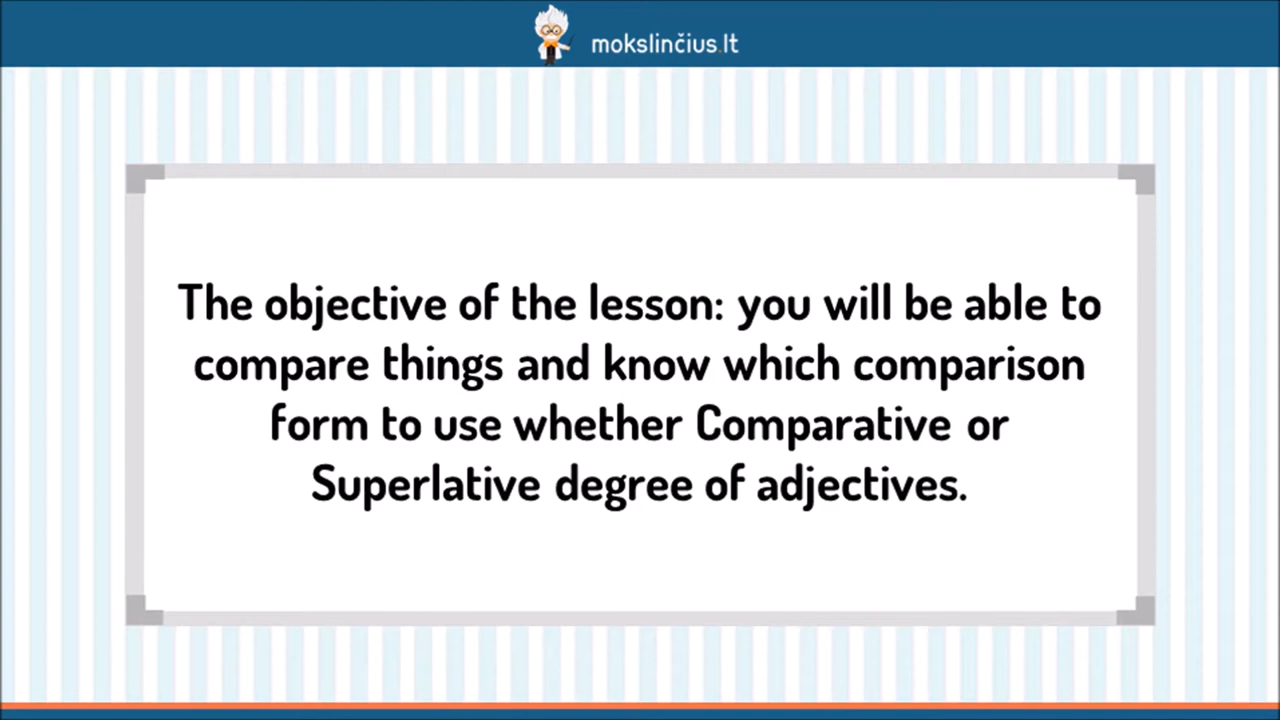 mokslinčius.lt
The objective of the lesson: you will be able to
compare things and know which comparison
form to use whether Comparative or
Superlative degree of adjectives.